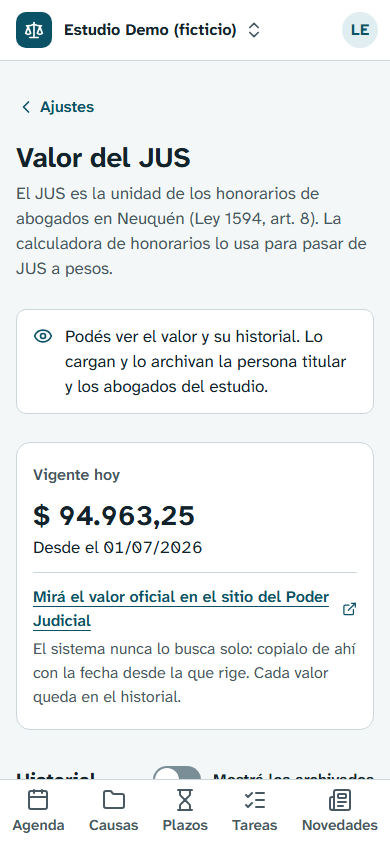 Estudio Demo (ficticio)
LE
Ajustes
Valor del JUS
El JUS es la unidad de los honorarios de
abogados en Neuquén (Ley 1594, art. 8). La
calculadora de honorarios lo usa para pasar de
JUS a pesos.
Podés ver el valor y su historial. Lo
cargan y lo archivan la persona titular
y los abogados del estudio.
Vigente hoy
$ 94.963,25
Desde el 01/07/2026
Mirá el valor oficial en el sitio del Poder
Judicial
El sistema nunca lo busca solo: copialo de ahí
con la fecha desde la que rige. Cada valor
queda en el historial.
Historial
Mostrá los archivados
Agenda
Causas
Plazos
Tareas
Novedades